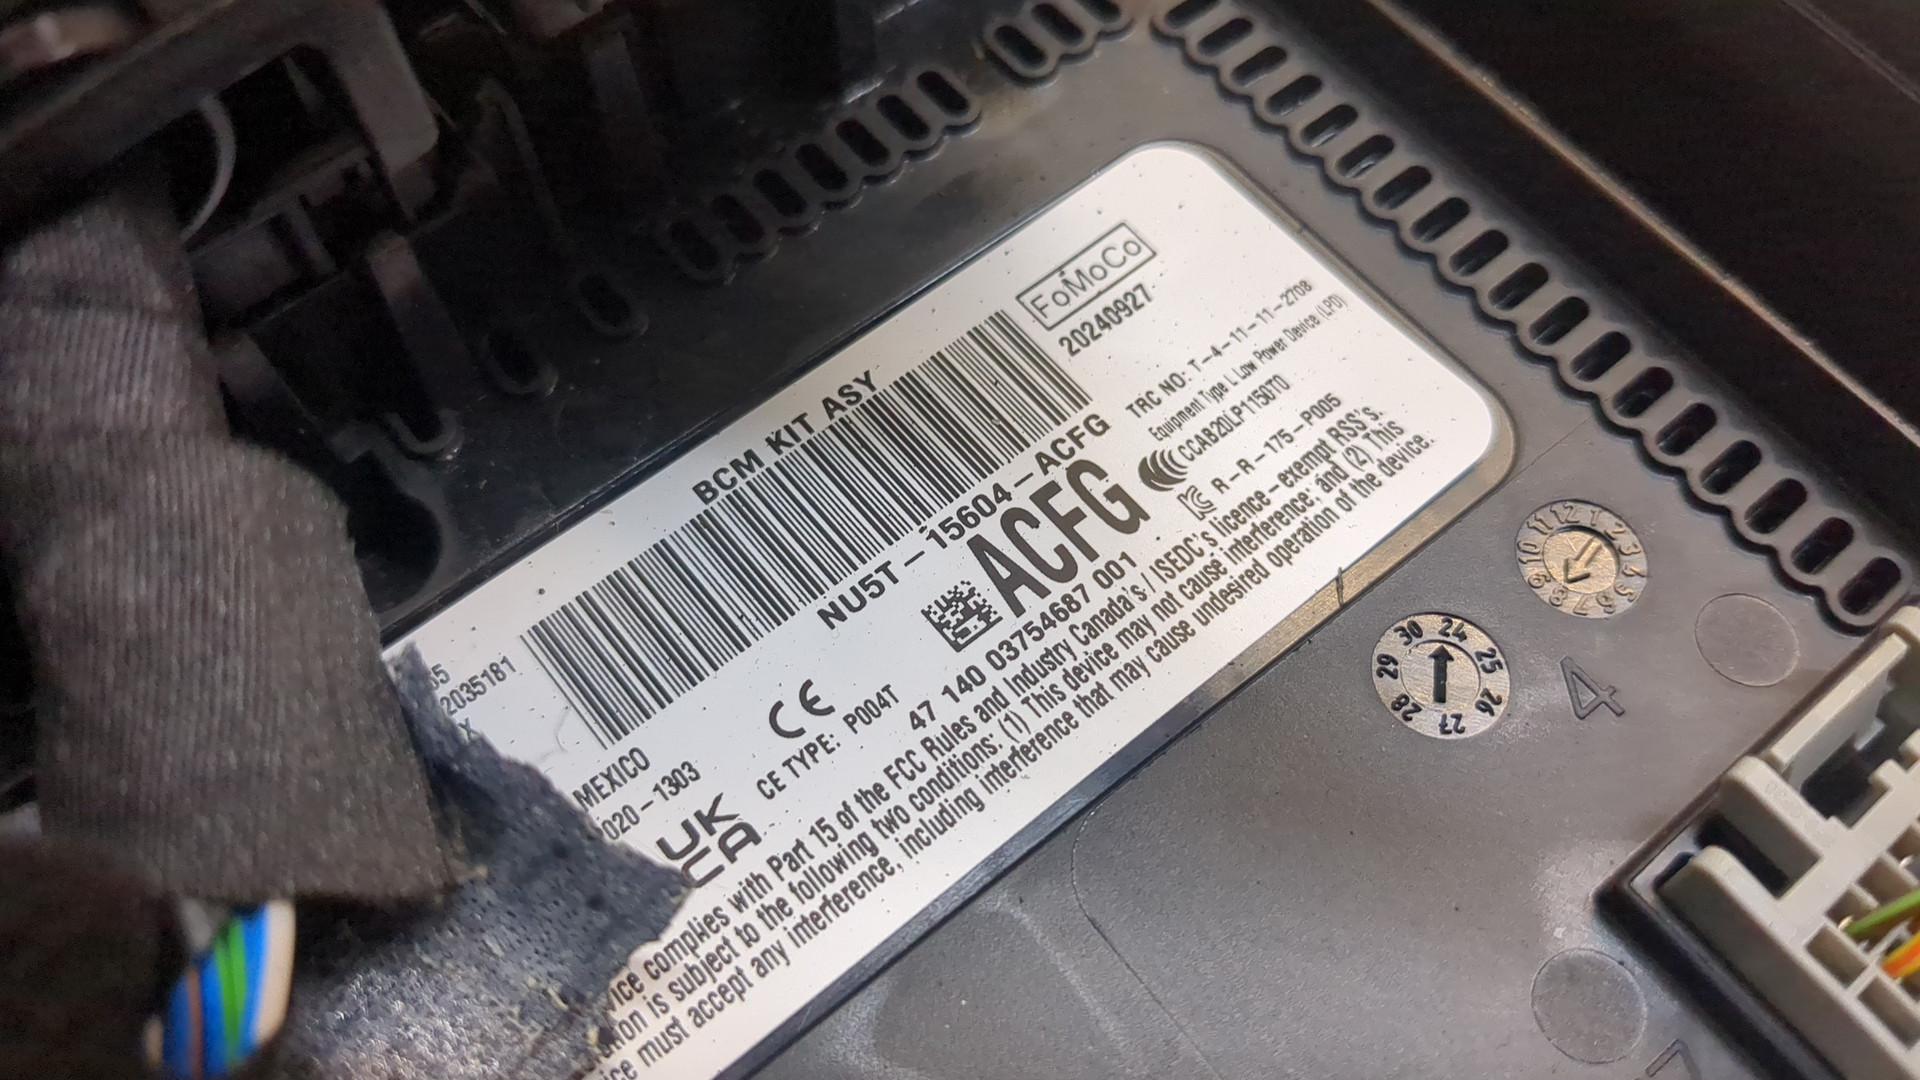 BCM KIT ASY
FoMoCo
20240927
NU5T-15604-ACFG
ACFG
TRC NO: T-4-11-11-2708
Equipment Type L Low Power Device (LPD)
CCAB20LP1150T0
R-R-175-P005
2035181
X
MEXICO
020-1303
CE
CE TYPE: P004T
47 140 03754687 001
UK
CA
complies with Part 15 of the FCC Rules and Industry Canada's / ISEDC's licence-exempt RSS's.
is subject to the following two conditions: (1) This device may not cause interference; and (2) This
must accept any interference, including interference that may cause undesired operation of the device.
12 1 2 3 4 5 6 7 8 9 10 11
24 25 26 27 28 29 30
4